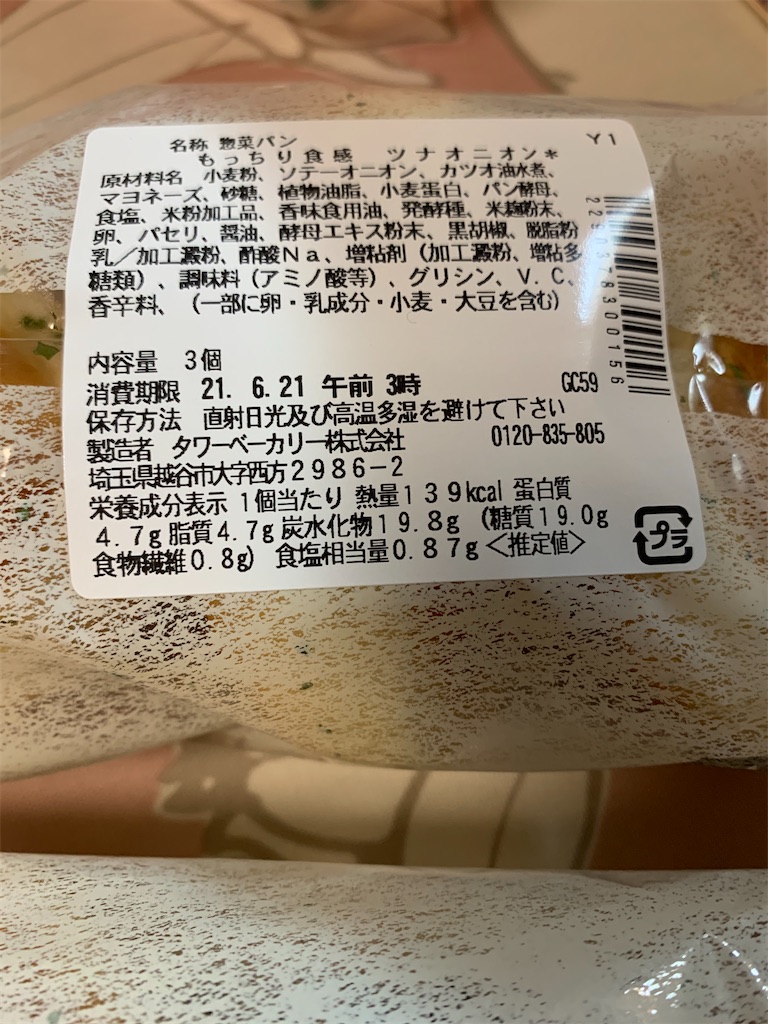 Y1
名称 惣菜パン
もっちり食感 ツナオニオン*
原材料名 小麦粉、ソテーオニオン、カツオ油水煮、
マヨネーズ、砂糖、植物油脂、小麦蛋白、パン酵母、
食塩、米粉加工品、香味食用油、発酵種、米麹粉末、
卵、パセリ、醤油、酵母エキス粉末、黒胡椒、脱脂粉
乳/加工澱粉、酢酸Na、増粘剤(加工澱粉、増粘多
糖類)、調味料(アミノ酸等)、グリシン、V.C、
香辛料、(一部に卵・乳成分・小麦・大豆を含む)
内容量 3個
消費期限 21. 6.21 午前 3時 GC59
保存方法 直射日光及び高温多湿を避けて下さい
製造者 タワーベーカリー株式会社 0120-835-805
埼玉県越谷市大字西方2986-2
栄養成分表示 1個当たり 熱量139kcal 蛋白質
4.7g 脂質4.7g 炭水化物19.8g (糖質19.0g
食物繊維0.8g) 食塩相当量0.87g<推定値>
プラ